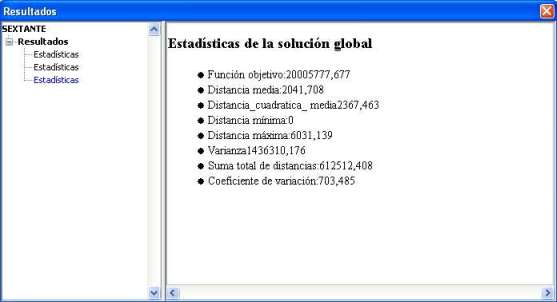 Resultados
SEXTANTE
Resultados
Estadísticas
Estadísticas
Estadísticas
Estadísticas de la solución global
Función objetivo:20005777,677
Distancia media:2041,708
Distancia_cuadratica_ media2367,463
Distancia mínima:0
Distancia máxima:6031,139
Varianza1436310,176
Suma total de distancias:612512,408
Coeficiente de variación:703,485